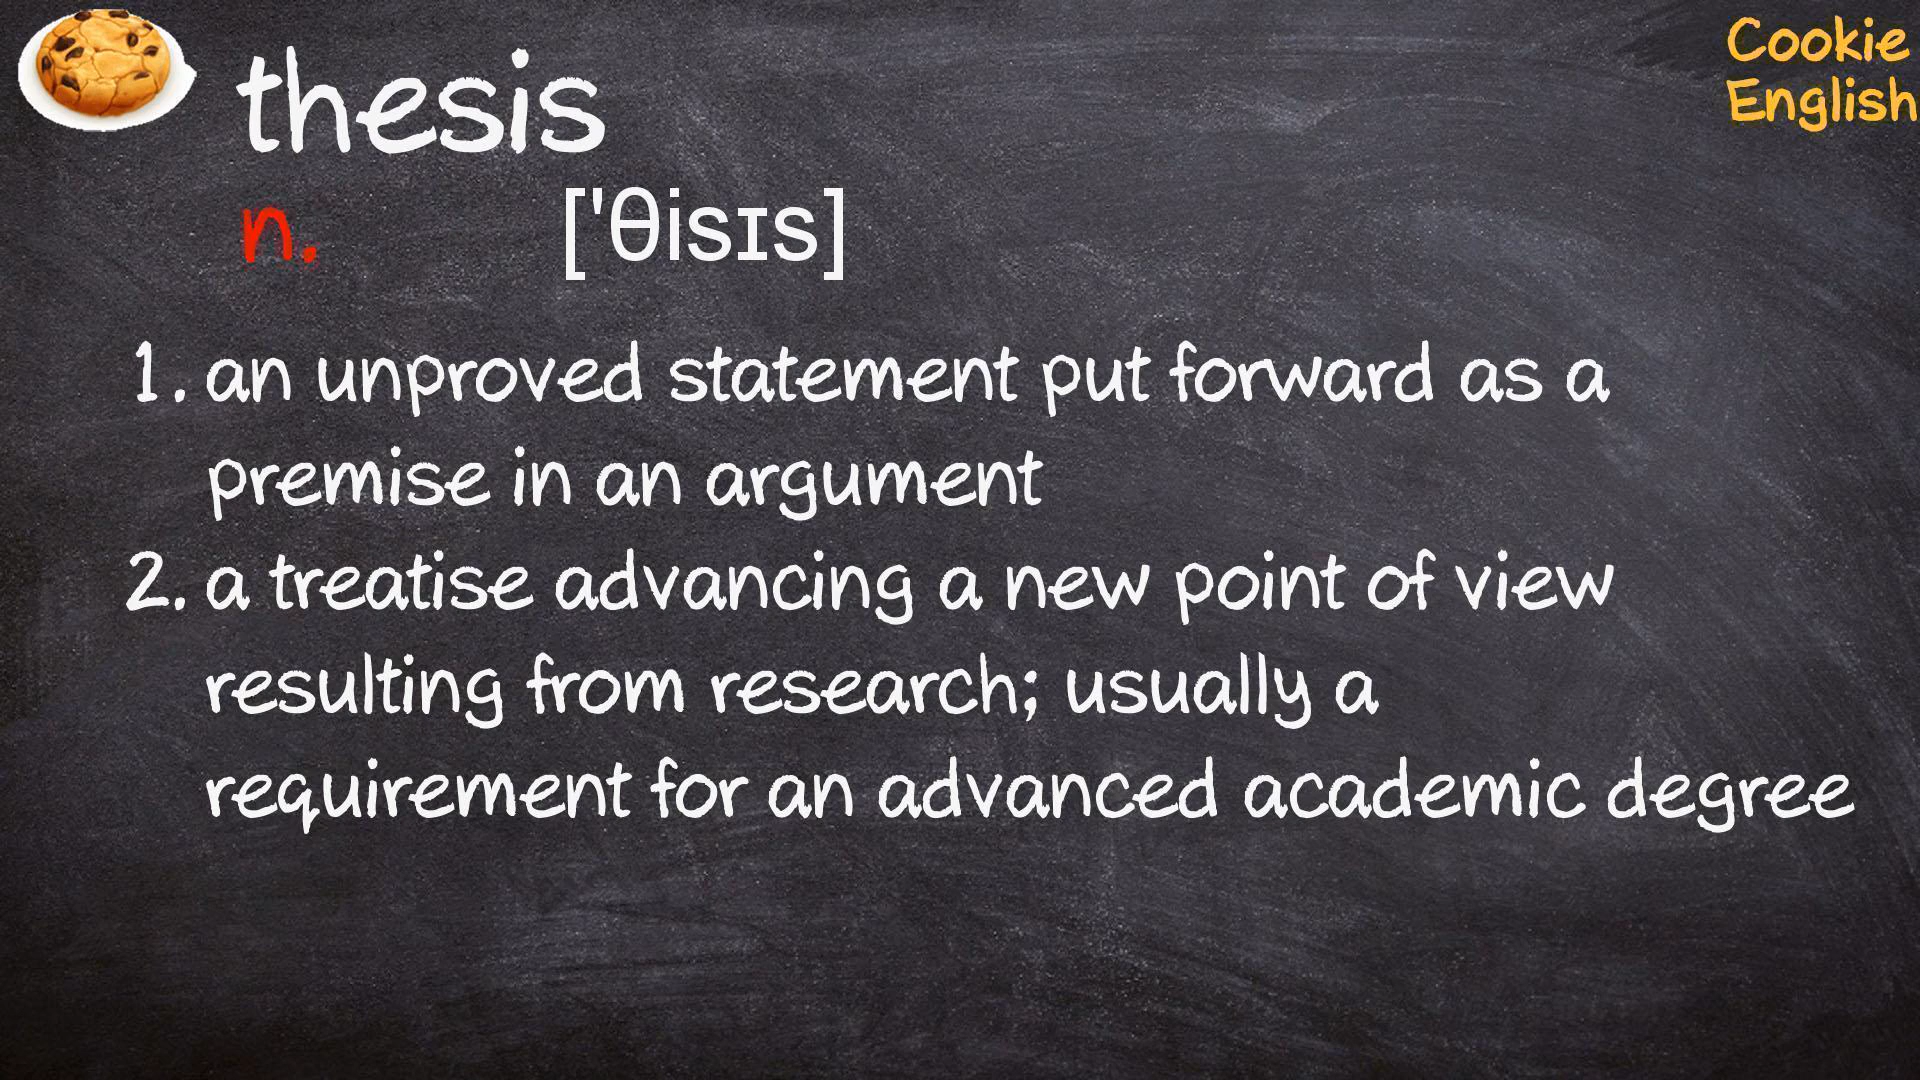 thesis
Cookie
English
n. ['θisɪs]
1. an unproved statement put forward as a
premise in an argument
2. a treatise advancing a new point of view
resulting from research; usually a
requirement for an advanced academic degree